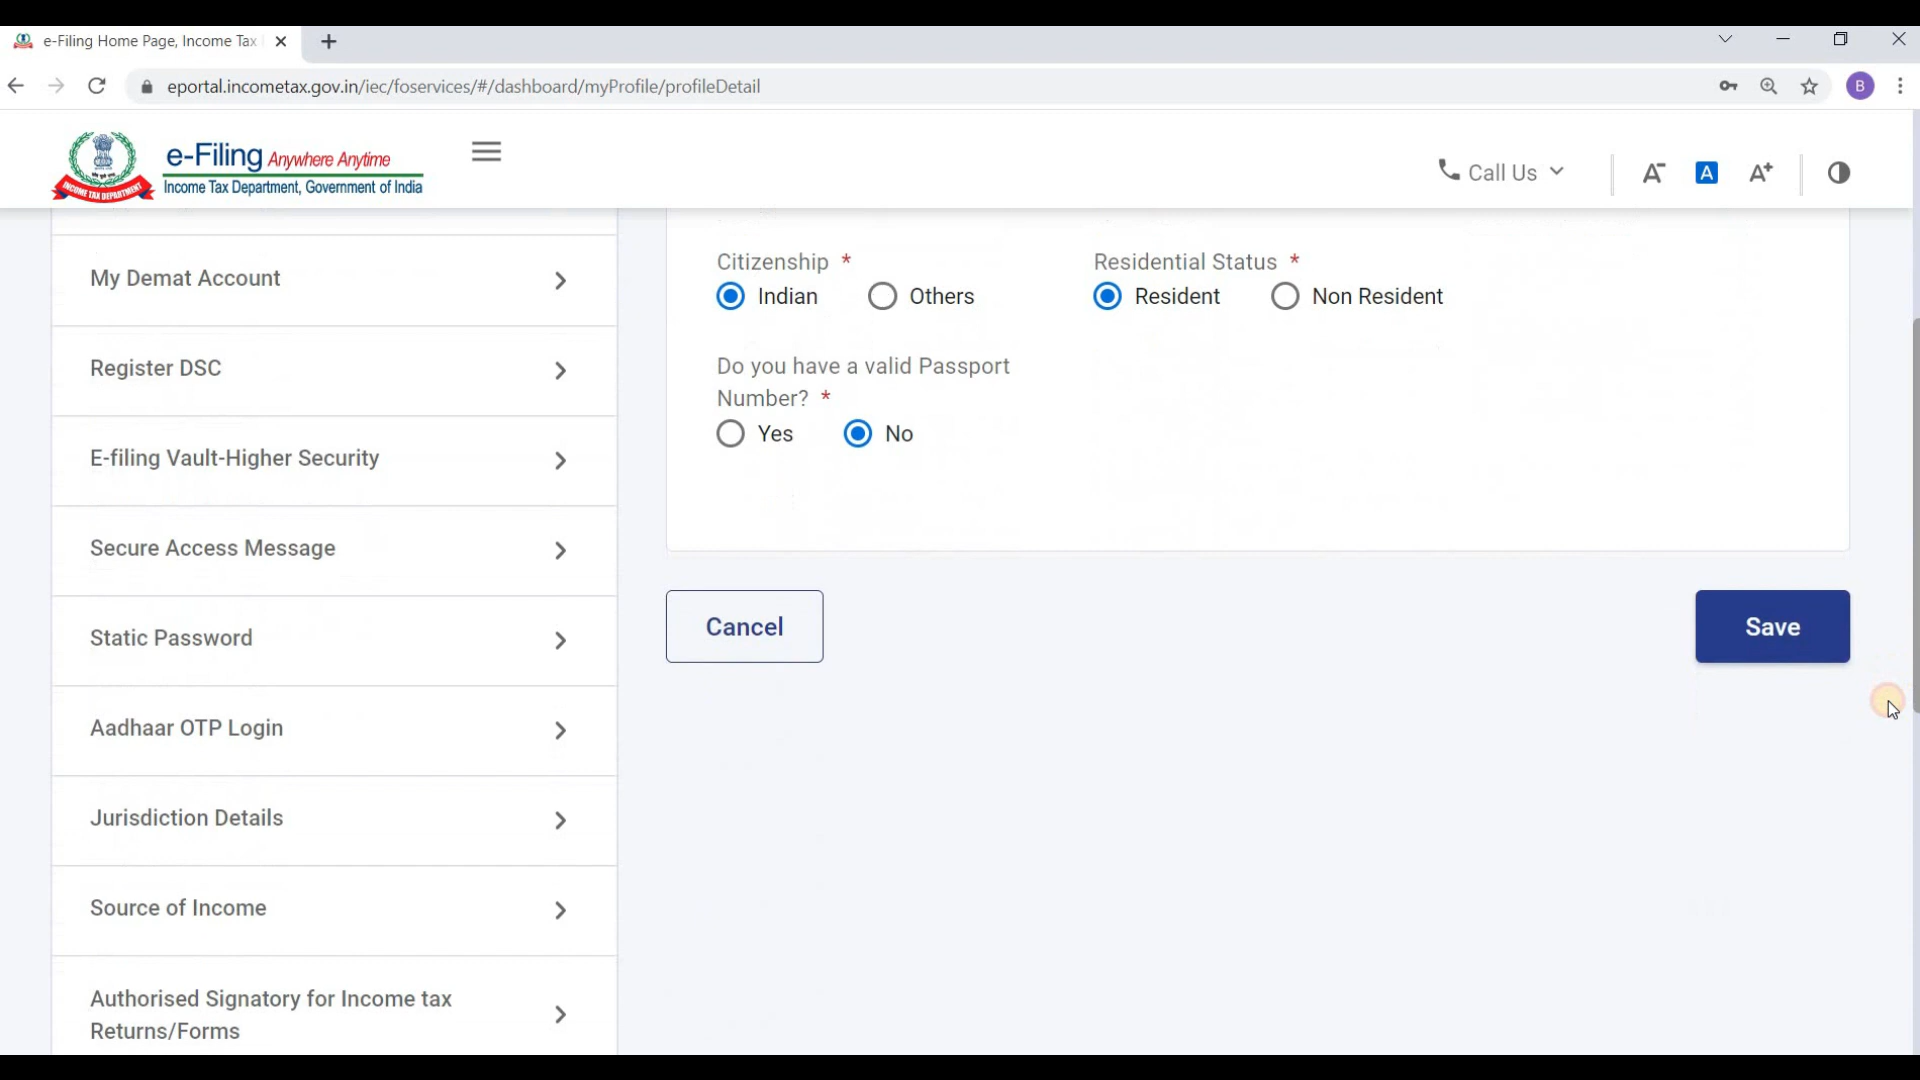 e-Filing Home Page, Income Tax
eportal.incometax.gov.in/iec/foservices/#/dashboard/myProfile/profileDetail
B
e-Filing Anywhere Anytime
Income Tax Department, Government of India
INCOME TAX DEPARTMENT
Call Us
A-
A
A+
My Demat Account
Register DSC
E-filing Vault-Higher Security
Secure Access Message
Static Password
Aadhaar OTP Login
Jurisdiction Details
Source of Income
Authorised Signatory for Income tax
Returns/Forms
Citizenship *
Indian Others
Residential Status *
Resident Non Resident
Do you have a valid Passport
Number? *
Yes No
Cancel
Save